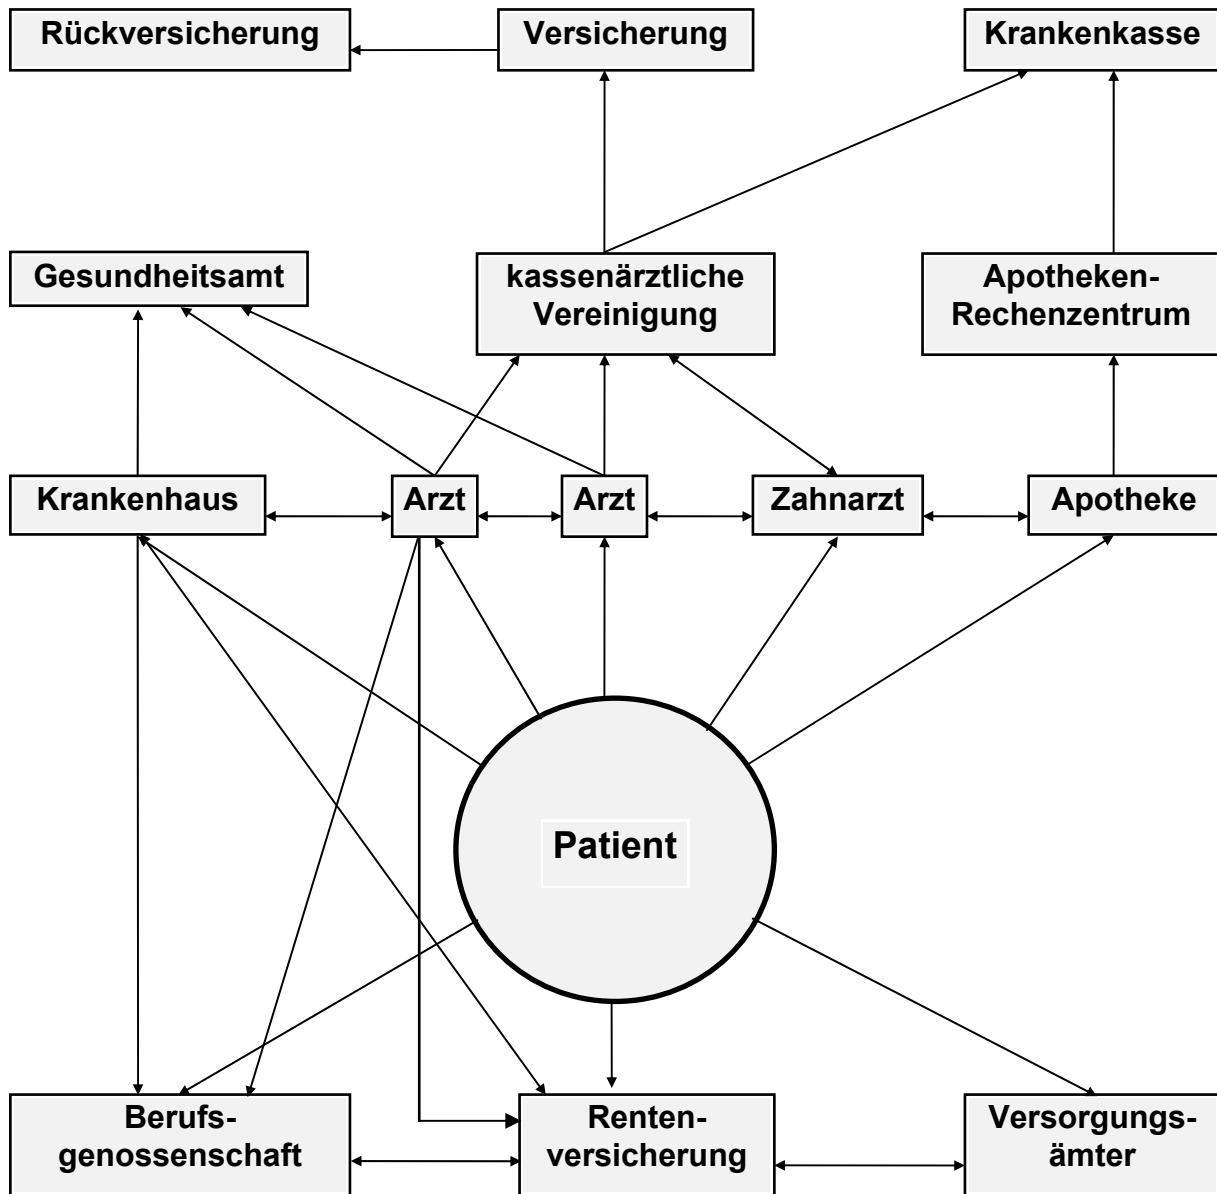 Rückversicherung
Versicherung
Krankenkasse
Gesundheitsamt
kassenärztliche
Vereinigung
Apotheken-
Rechenzentrum
Krankenhaus
Arzt
Arzt
Zahnarzt
Apotheke
Patient
Berufs-
genossenschaft
Renten-
versicherung
Versorgungs-
ämter